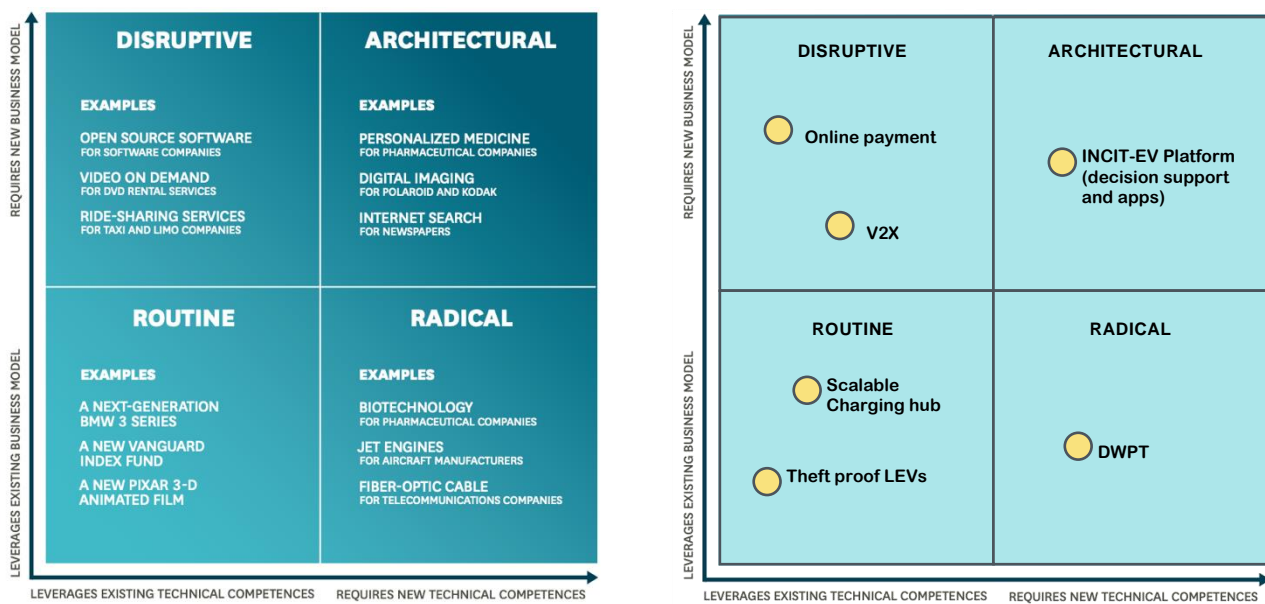 REQUIRES NEW BUSINESS MODEL
LEVERAGES EXISTING BUSINESS MODEL
DISRUPTIVE
EXAMPLES
OPEN SOURCE SOFTWARE
FOR SOFTWARE COMPANIES
VIDEO ON DEMAND
FOR DVD RENTAL SERVICES
RIDE-SHARING SERVICES
FOR TAXI AND LIMO COMPANIES
ARCHITECTURAL
EXAMPLES
PERSONALIZED MEDICINE
FOR PHARMACEUTICAL COMPANIES
DIGITAL IMAGING
FOR POLAROID AND KODAK
INTERNET SEARCH
FOR NEWSPAPERS
ROUTINE
EXAMPLES
A NEXT-GENERATION
BMW 3 SERIES
A NEW VANGUARD
INDEX FUND
A NEW PIXAR 3-D
ANIMATED FILM
RADICAL
EXAMPLES
BIOTECHNOLOGY
FOR PHARMACEUTICAL COMPANIES
JET ENGINES
FOR AIRCRAFT MANUFACTURERS
FIBER-OPTIC CABLE
FOR TELECOMMUNICATIONS COMPANIES
LEVERAGES EXISTING TECHNICAL COMPETENCES
REQUIRES NEW TECHNICAL COMPETENCES
REQUIRES NEW BUSINESS MODEL
LEVERAGES EXISTING BUSINESS MODEL
DISRUPTIVE
Online payment
V2X
ARCHITECTURAL
INCIT-EV Platform
(decision support
and apps)
ROUTINE
Scalable
Charging hub
Theft proof LEVs
RADICAL
DWPT
LEVERAGES EXISTING TECHNICAL COMPETENCES
REQUIRES NEW TECHNICAL COMPETENCES